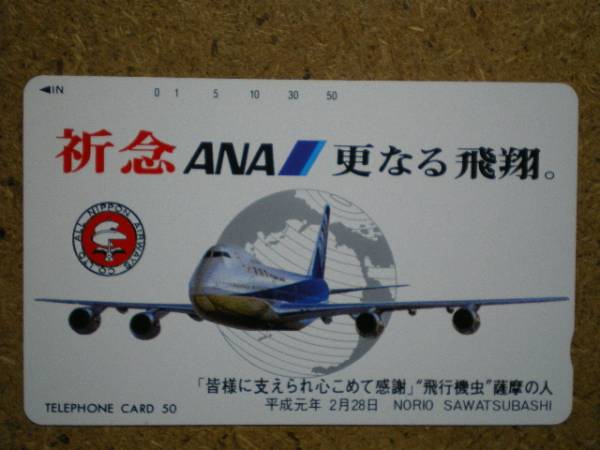 ◀IN 0 1 5 10 30 50
祈念 ANA 更なる飛翔。
ALL NIPPON AIRWAYS CO LTD
「皆様に支えられ心こめて感謝」“飛行機虫”薩摩の人
TELEPHONE CARD 50 平成元年 2月28日 NORIO SAWATSUBASHI